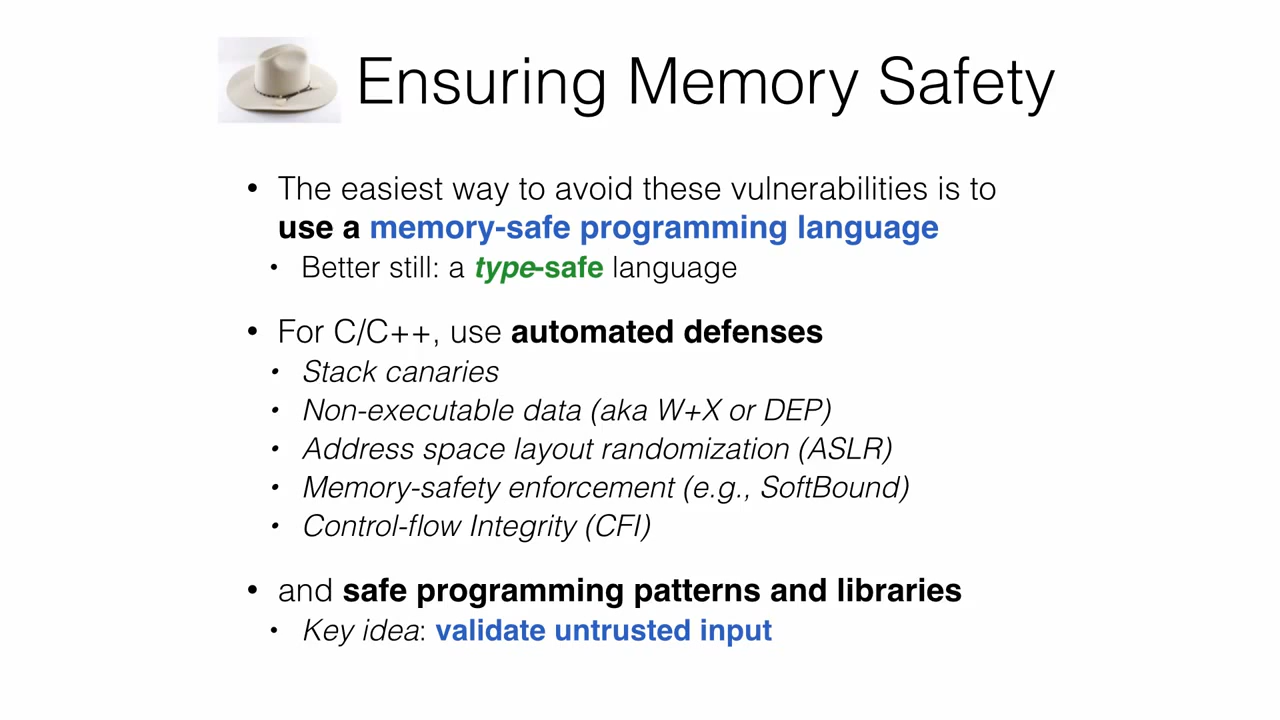 Ensuring Memory Safety
• The easiest way to avoid these vulnerabilities is to
use a memory-safe programming language
• Better still: a type-safe language
• For C/C++, use automated defenses
• Stack canaries
• Non-executable data (aka W+X or DEP)
• Address space layout randomization (ASLR)
• Memory-safety enforcement (e.g., SoftBound)
• Control-flow Integrity (CFI)
• and safe programming patterns and libraries
• Key idea: validate untrusted input